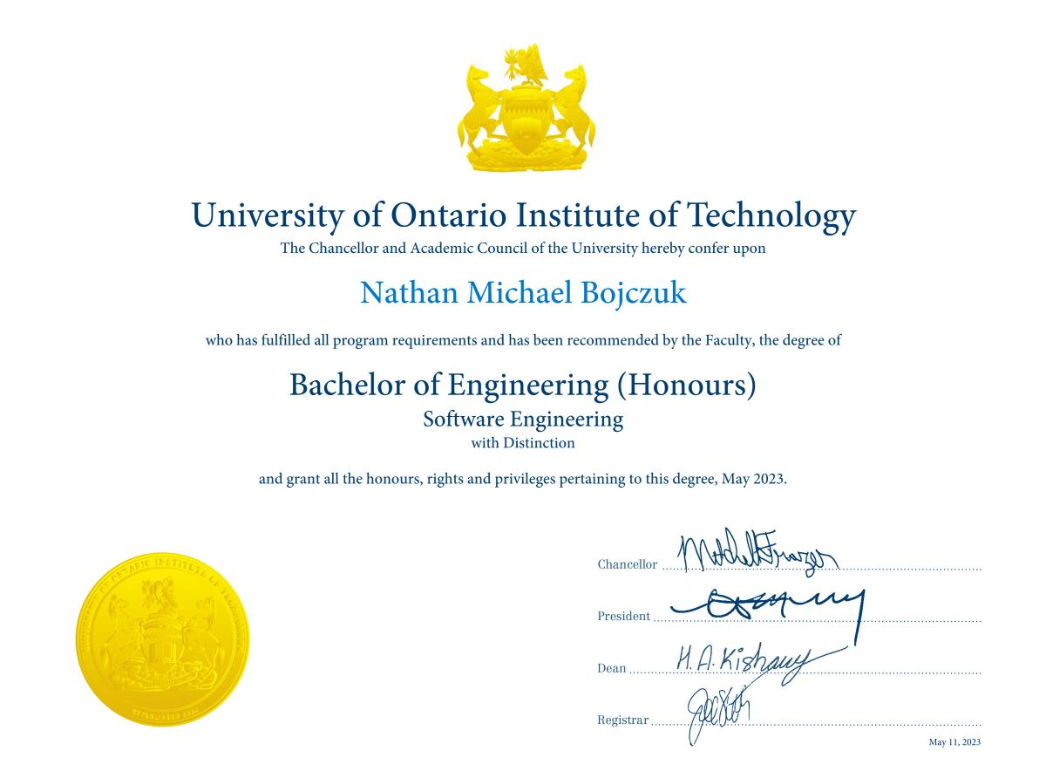 University of Ontario Institute of Technology
The Chancellor and Academic Council of the University hereby confer upon
Nathan Michael Bojczuk
who has fulfilled all program requirements and has been recommended by the Faculty, the degree of
Bachelor of Engineering (Honours)
Software Engineering
with Distinction
and grant all the honours, rights and privileges pertaining to this degree, May 2023.
Chancellor
President
Dean H.A. Kishawy
Registrar
May 11, 2023